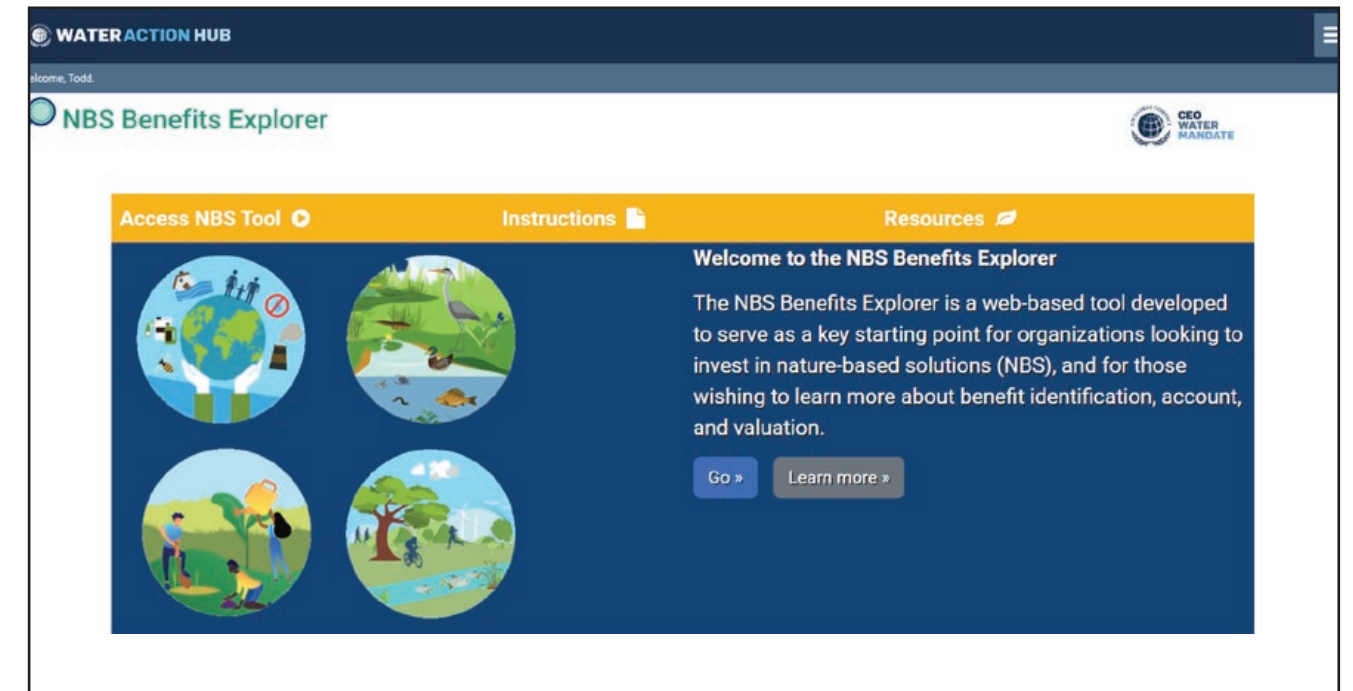 WATER ACTION HUB
elcome, Todd.
NBS Benefits Explorer
CEO
WATER
MANDATE
Access NBS Tool
Instructions
Resources
Welcome to the NBS Benefits Explorer
The NBS Benefits Explorer is a web-based tool developed
to serve as a key starting point for organizations looking to
invest in nature-based solutions (NBS), and for those
wishing to learn more about benefit identification, account,
and valuation.
Go »
Learn more »